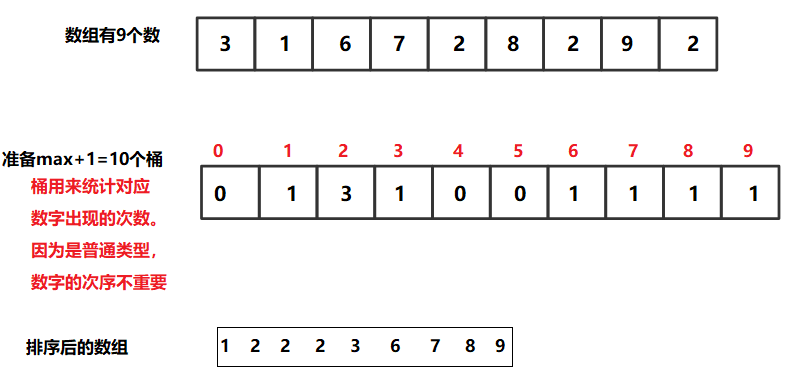 数组有9个数
3 1 6 7 2 8 2 9 2
准备max+1=10个桶
0 1 2 3 4 5 6 7 8 9
0 1 3 1 0 0 1 1 1 1
桶用来统计对应
数字出现的次数。
因为是普通类型，
数字的次序不重要
排序后的数组
1 2 2 2 3 6 7 8 9